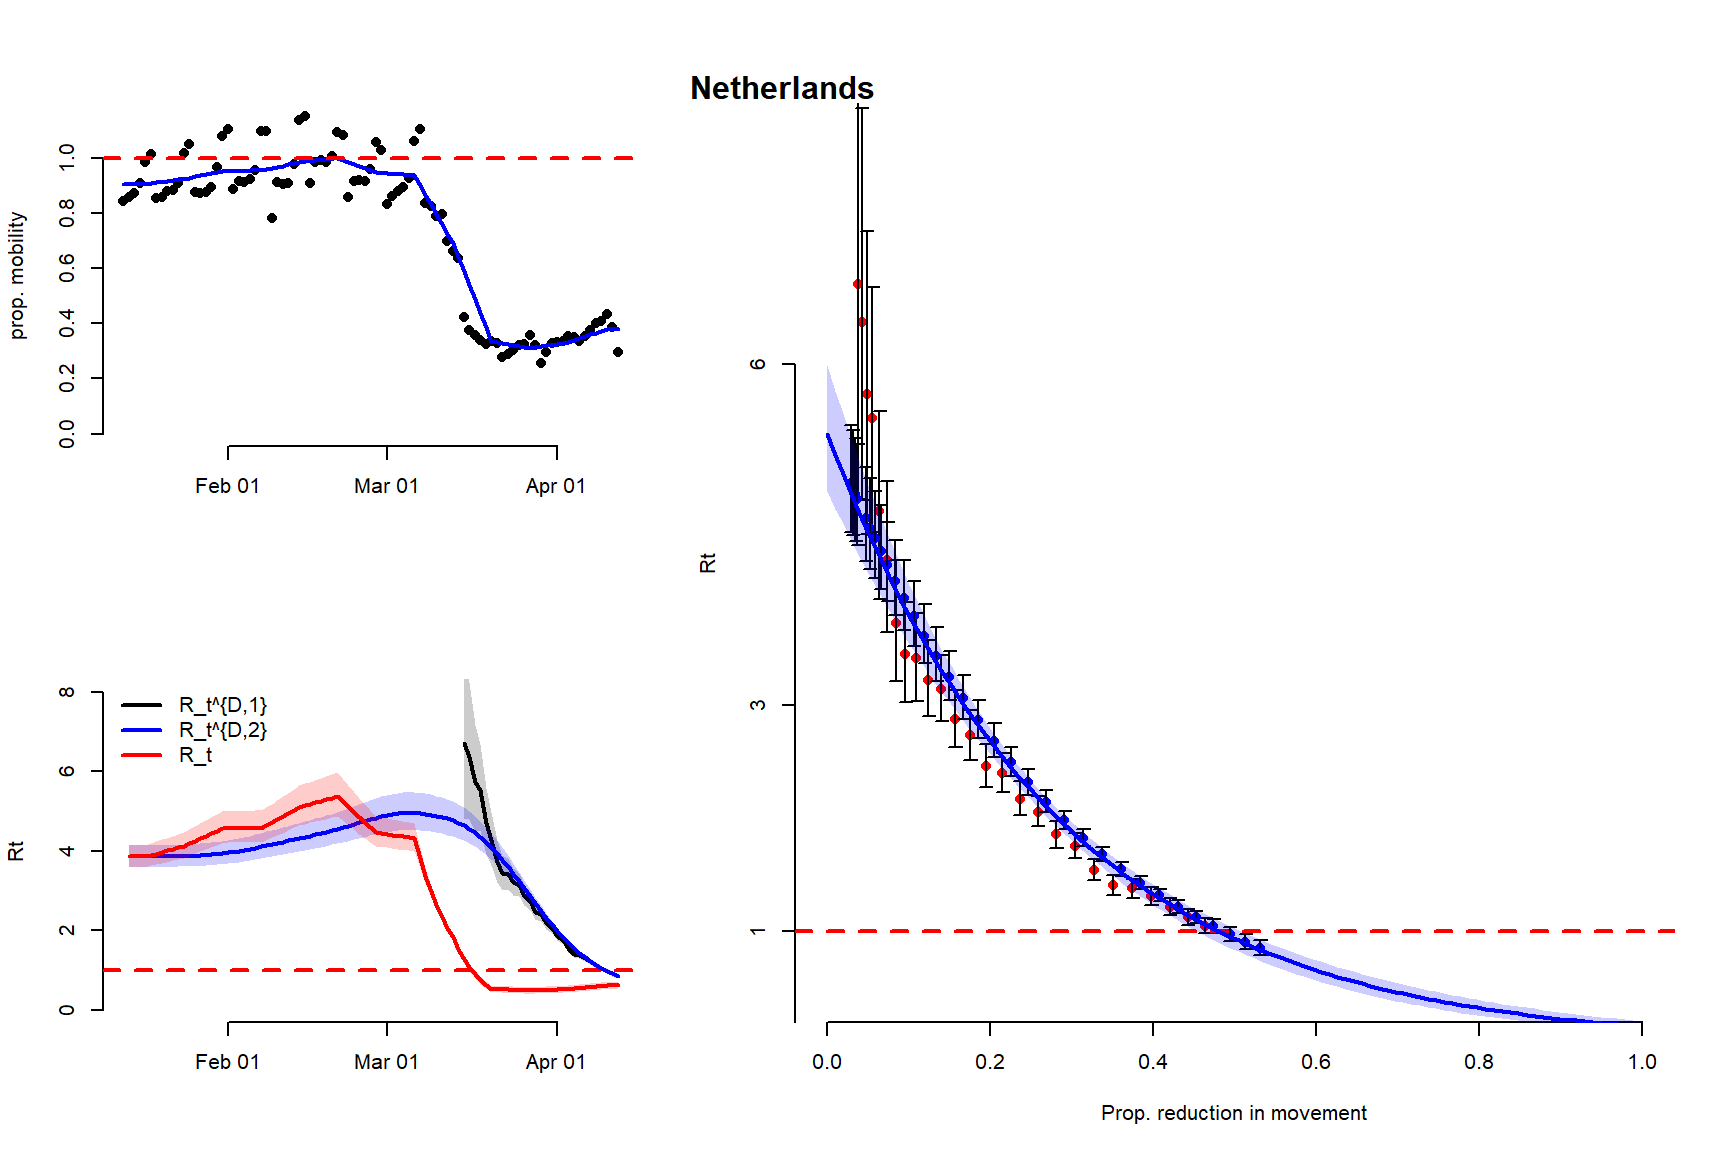 Netherlands
prop. mobility
1.0
0.8
0.6
0.4
0.2
0.0
Feb 01 Mar 01 Apr 01
Rt
8
6
4
2
0
R_t^{D,1}
R_t^{D,2}
R_t
Feb 01 Mar 01 Apr 01
Rt
6
3
1
0.0 0.2 0.4 0.6 0.8 1.0
Prop. reduction in movement